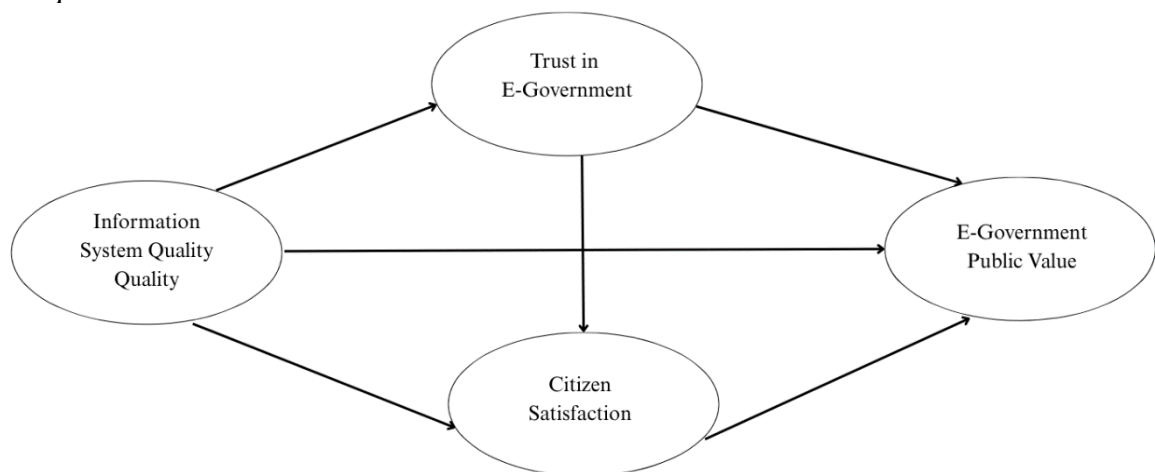 Trust in
E-Government
Information
System Quality
Quality
E-Government
Public Value
Citizen
Satisfaction